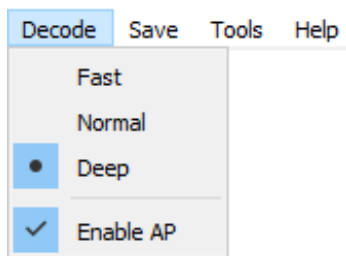 Decode Save Tools Help
Fast
Normal
Deep
Enable AP